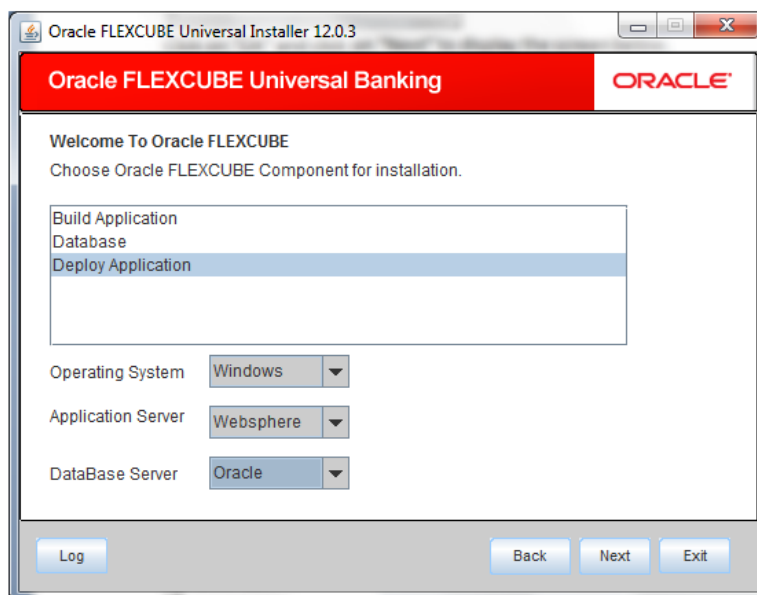 Oracle FLEXCUBE Universal Installer 12.0.3
Oracle FLEXCUBE Universal Banking
ORACLE
Welcome To Oracle FLEXCUBE
Choose Oracle FLEXCUBE Component for installation.
Build Application
Database
Deploy Application
Operating System Windows
Application Server Websphere
DataBase Server Oracle
Log Back Next Exit